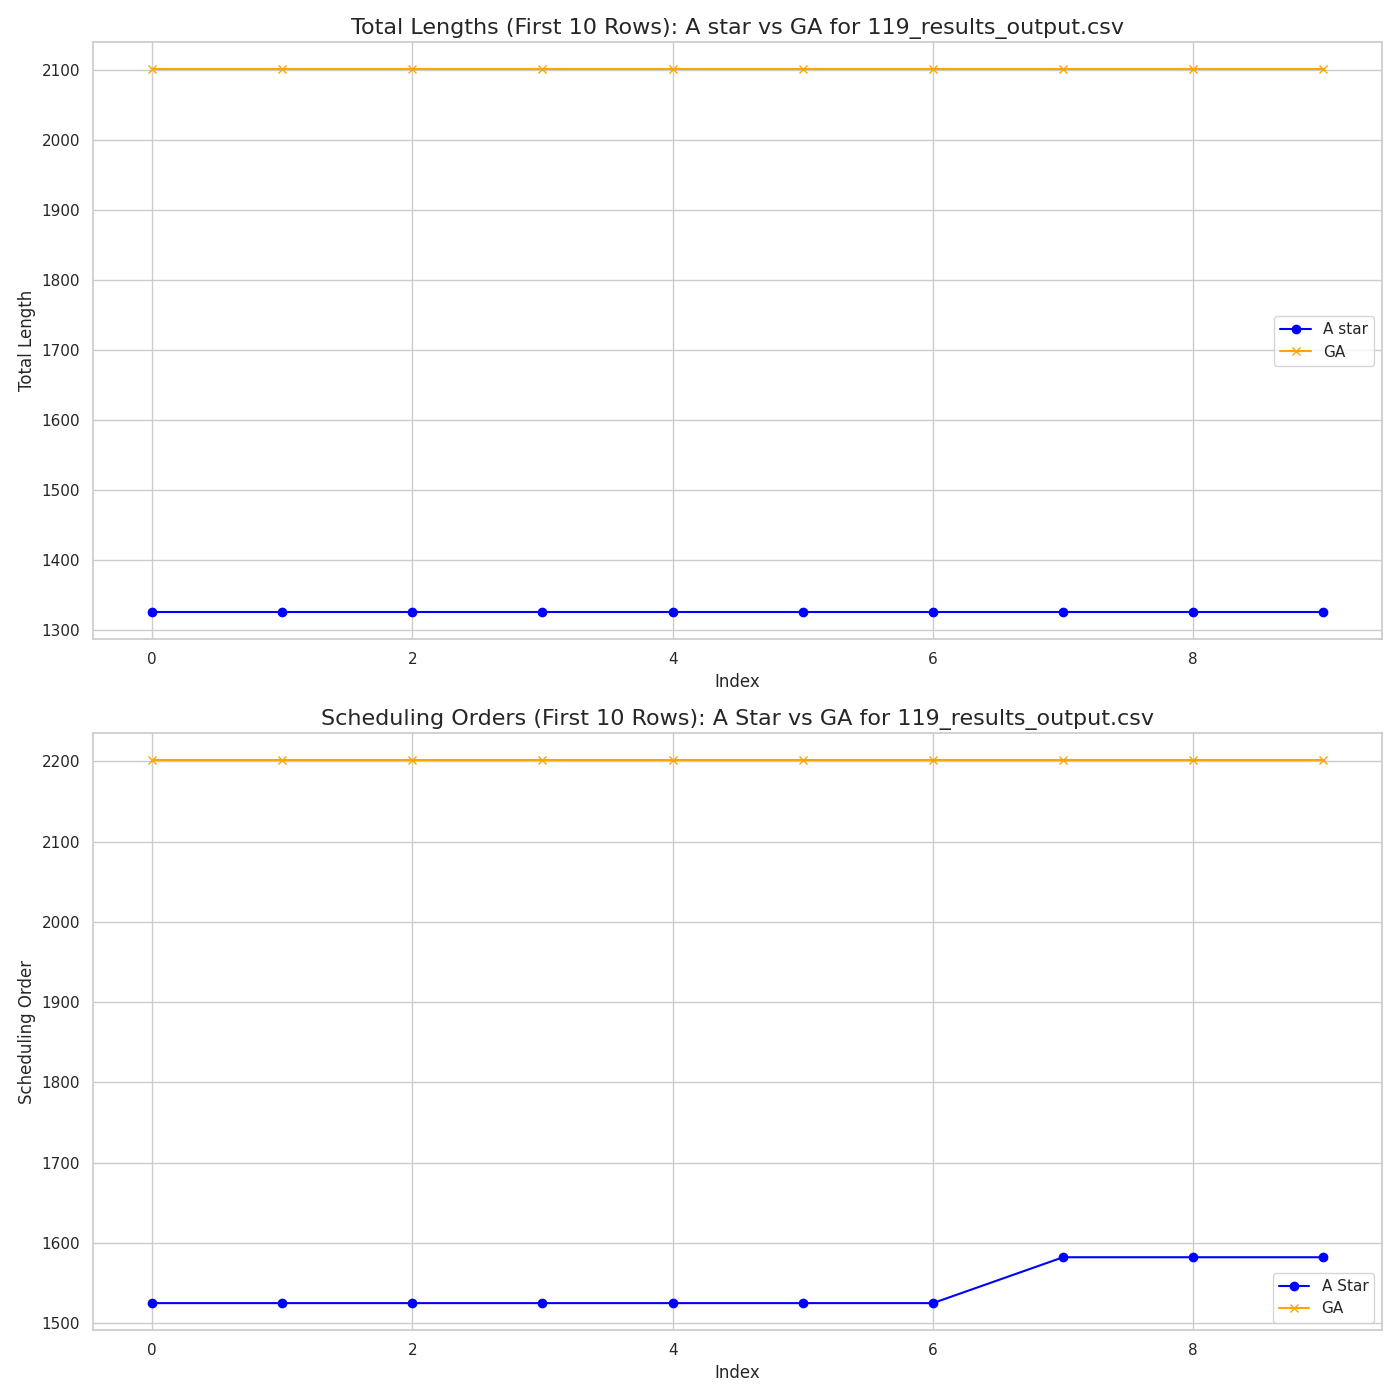 Total Lengths (First 10 Rows): A star vs GA for 119_results_output.csv
2100
2000
1900
1800
1700
1600
1500
1400
1300
Total Length
A star
GA
0 2 4 6 8
Index
Scheduling Orders (First 10 Rows): A Star vs GA for 119_results_output.csv
2200
2100
2000
1900
1800
1700
1600
1500
Scheduling Order
A Star
GA
0 2 4 6 8
Index